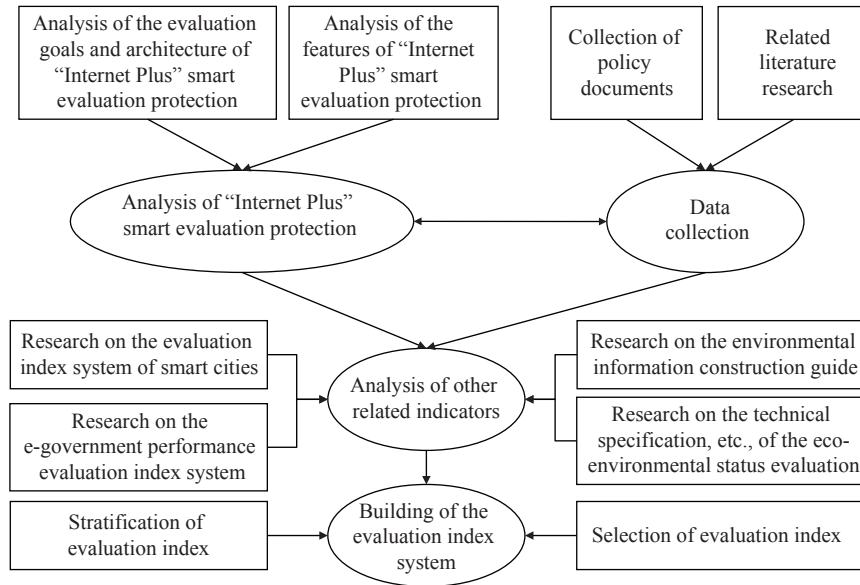 Analysis of the evaluation
goals and architecture of
“Internet Plus” smart
evaluation protection
Analysis of the
features of “Internet
Plus” smart
evaluation protection
Collection of
policy
documents
Related
literature
research
Analysis of “Internet Plus”
smart evaluation protection
Data
collection
Research on the evaluation
index system of smart cities
Research on the
e-government performance
evaluation index system
Analysis of other
related indicators
Research on the environmental
information construction guide
Research on the technical
specification, etc., of the eco-
environmental status evaluation
Stratification of
evaluation index
Building of the
evaluation index
system
Selection of evaluation index